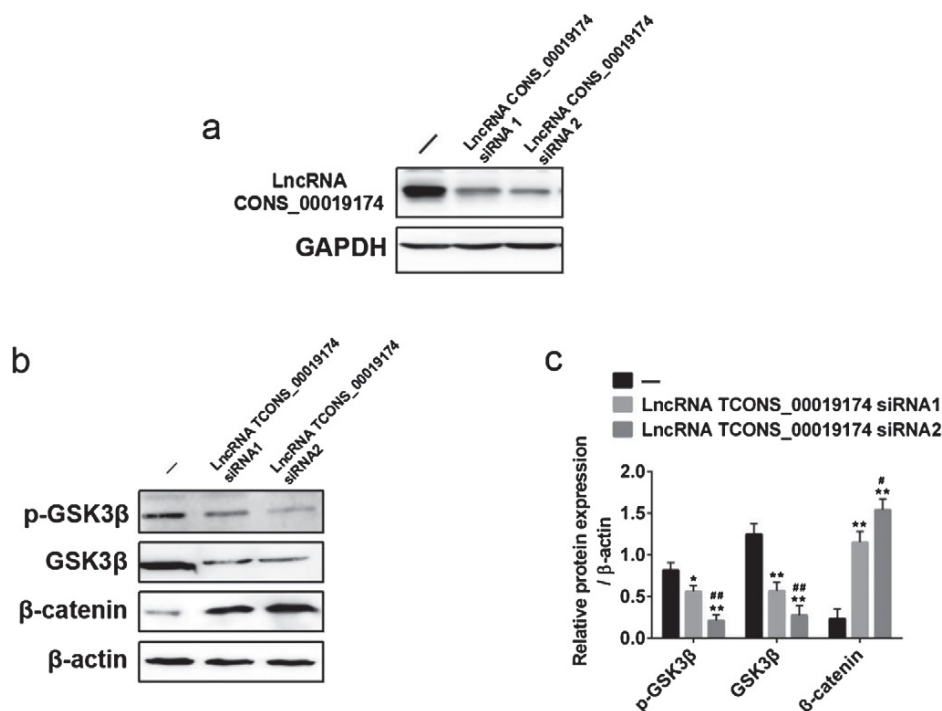 a
—
LncRNA CONS_00019174
siRNA 1
LncRNA CONS_00019174
siRNA 2
LncRNA
CONS_00019174
GAPDH
b
—
LncRNA TCONS_00019174
siRNA1
LncRNA TCONS_00019174
siRNA2
p-GSK3β
GSK3β
β-catenin
β-actin
c
—
LncRNA TCONS_00019174 siRNA1
LncRNA TCONS_00019174 siRNA2
Relative protein expression
/ β-actin
2.0
1.5
1.0
0.5
0.0
*
##
**
**
##
**
**
#
**
p-GSK3β
GSK3β
β-catenin